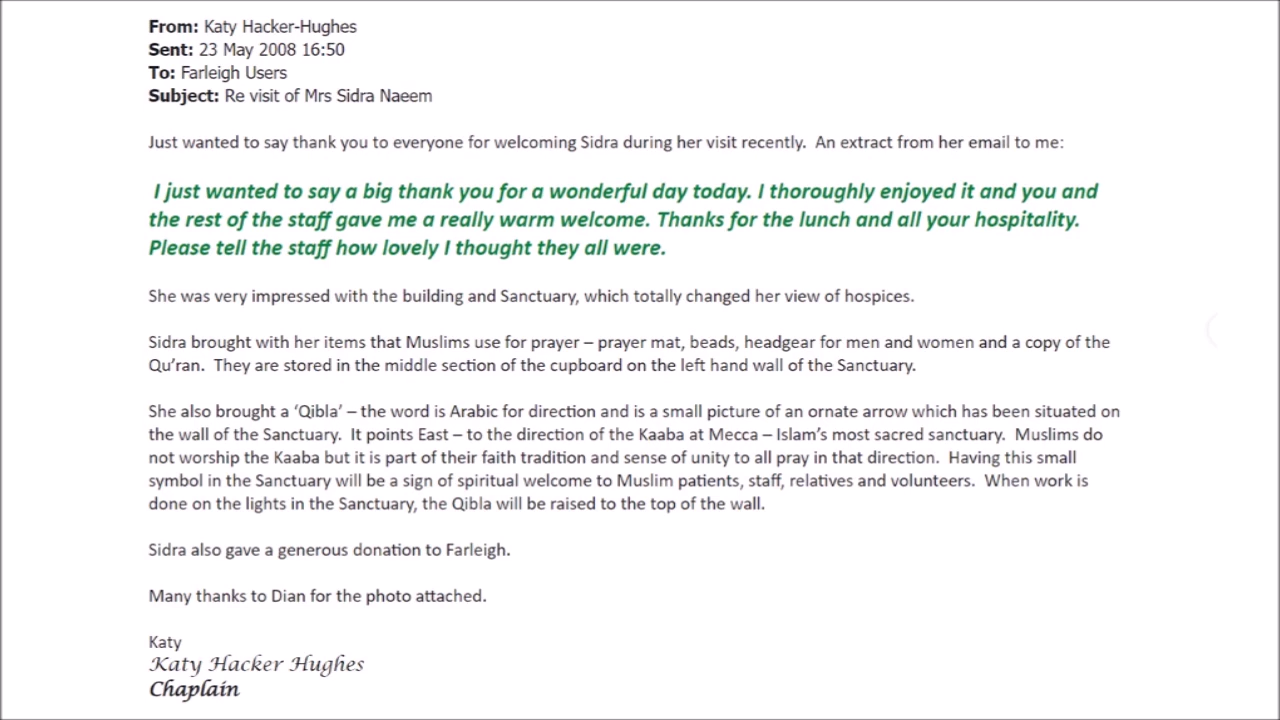 From: Katy Hacker-Hughes
Sent: 23 May 2008 16:50
To: Farleigh Users
Subject: Re visit of Mrs Sidra Naeem
Just wanted to say thank you to everyone for welcoming Sidra during her visit recently.  An extract from her email to me:
I just wanted to say a big thank you for a wonderful day today. I thoroughly enjoyed it and you and
the rest of the staff gave me a really warm welcome. Thanks for the lunch and all your hospitality.
Please tell the staff how lovely I thought they all were.
She was very impressed with the building and Sanctuary, which totally changed her view of hospices.
Sidra brought with her items that Muslims use for prayer – prayer mat, beads, headgear for men and women and a copy of the
Qu’ran.  They are stored in the middle section of the cupboard on the left hand wall of the Sanctuary.
She also brought a ‘Qibla’ – the word is Arabic for direction and is a small picture of an ornate arrow which has been situated on
the wall of the Sanctuary.  It points East – to the direction of the Kaaba at Mecca – Islam’s most sacred sanctuary.  Muslims do
not worship the Kaaba but it is part of their faith tradition and sense of unity to all pray in that direction.  Having this small
symbol in the Sanctuary will be a sign of spiritual welcome to Muslim patients, staff, relatives and volunteers.  When work is
done on the lights in the Sanctuary, the Qibla will be raised to the top of the wall.
Sidra also gave a generous donation to Farleigh.
Many thanks to Dian for the photo attached.
Katy
Katy Hacker Hughes
Chaplain